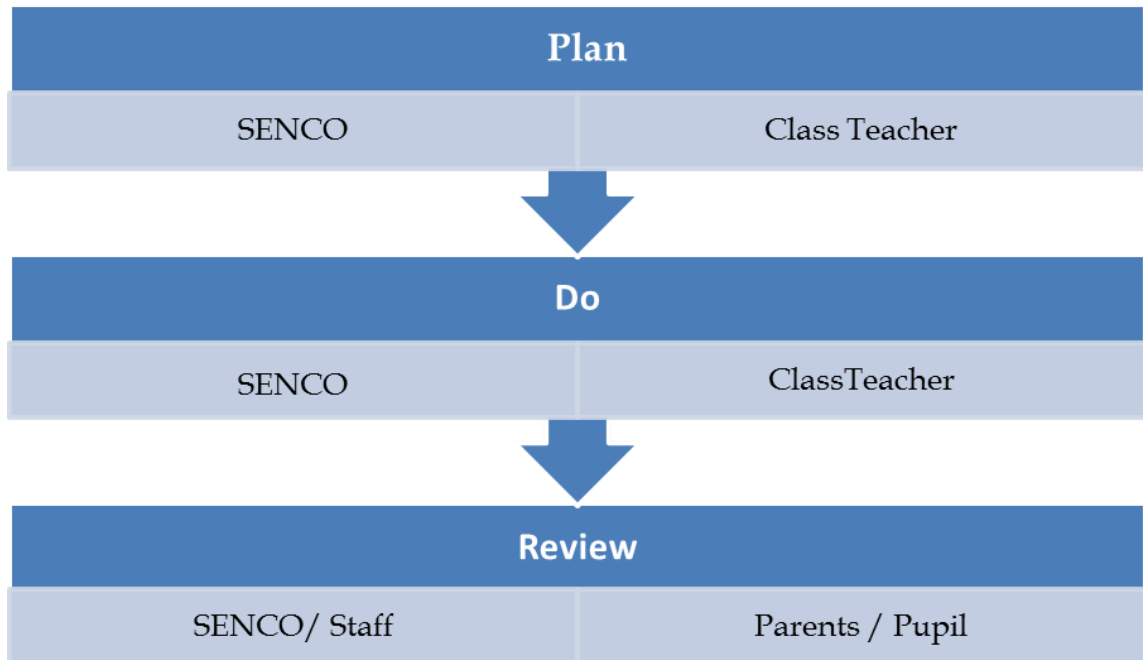 Plan
SENCO Class Teacher
Do
SENCO ClassTeacher
Review
SENCO/ Staff Parents / Pupil